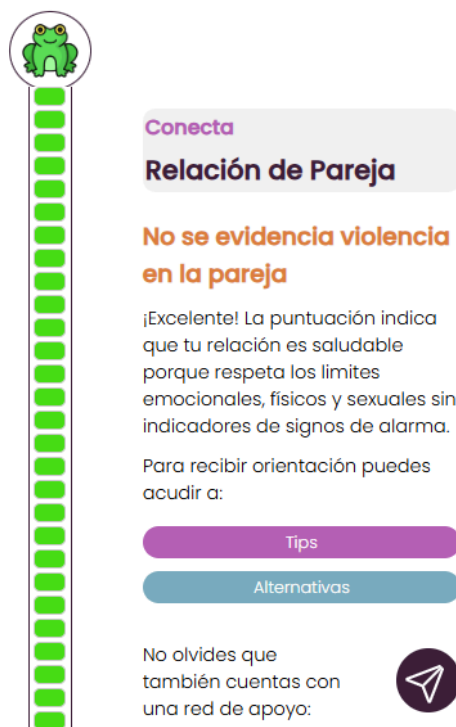 Conecta
Relación de Pareja
No se evidencia violencia
en la pareja
¡Excelente! La puntuación indica
que tu relación es saludable
porque respeta los limites
emocionales, físicos y sexuales sin
indicadores de signos de alarma.
Para recibir orientación puedes
acudir a:
Tips
Alternativas
No olvides que
también cuentas con
una red de apoyo: